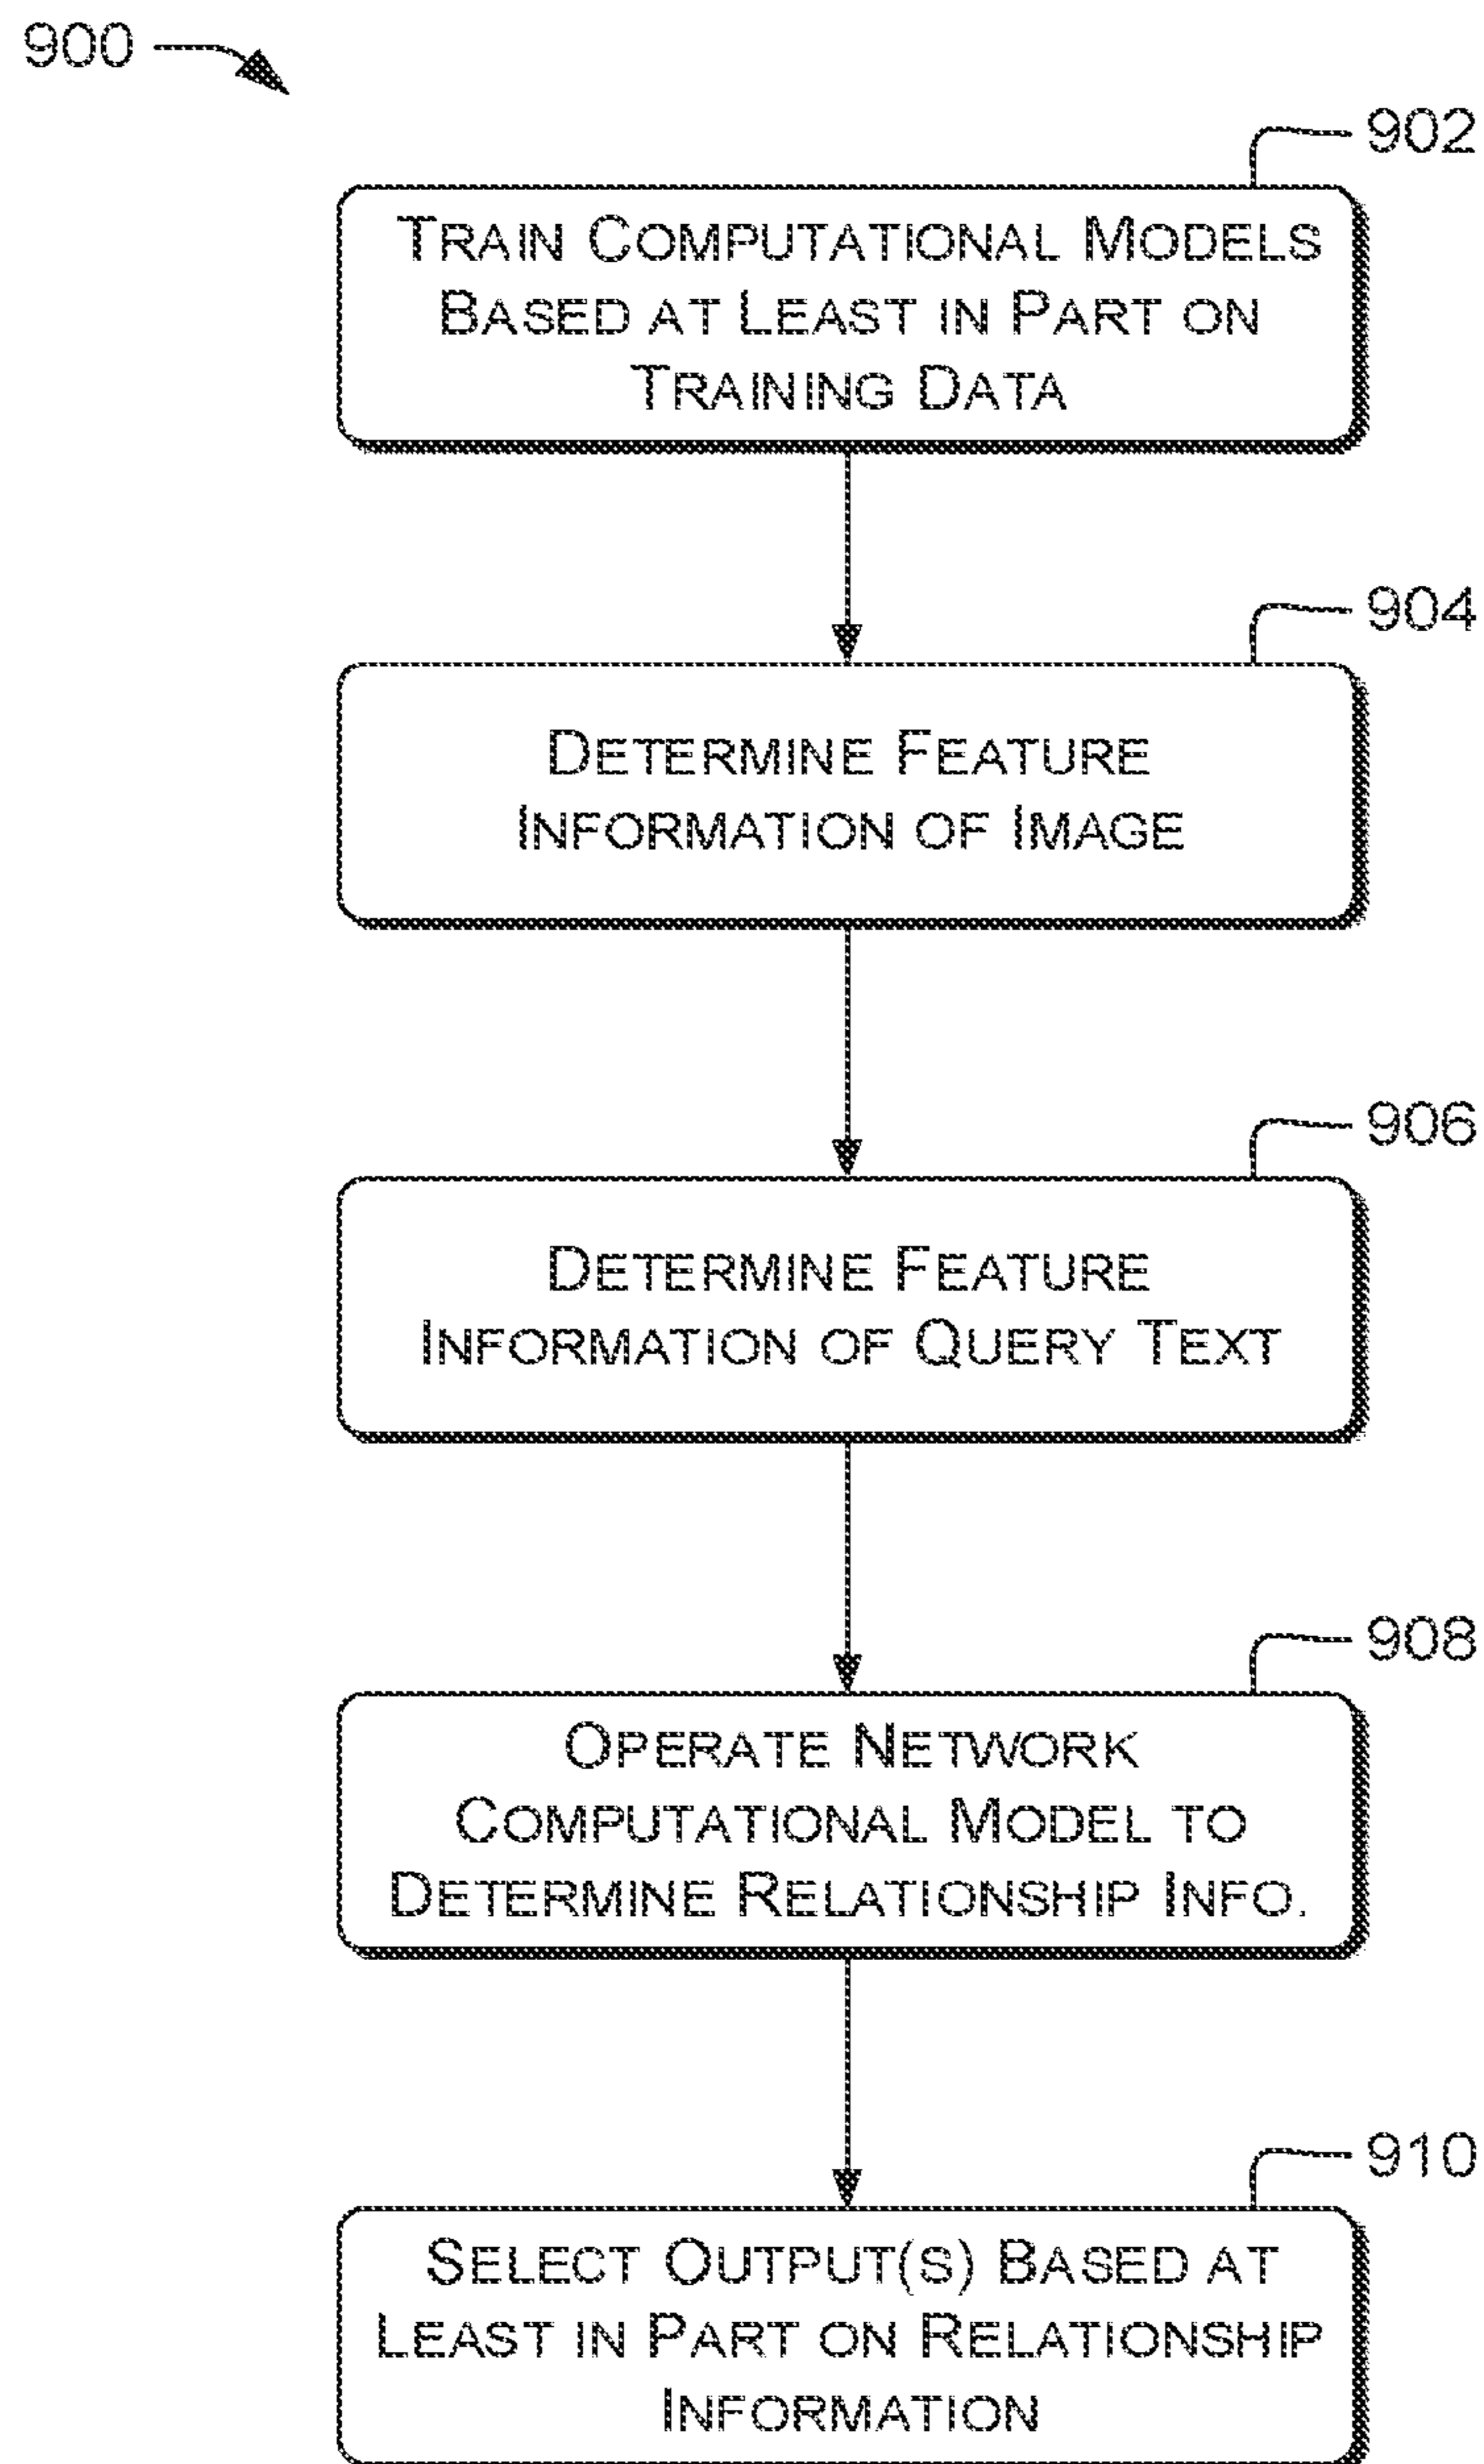 900
902
TRAIN COMPUTATIONAL MODELS
BASED AT LEAST IN PART ON
TRAINING DATA
904
DETERMINE FEATURE
INFORMATION OF IMAGE
906
DETERMINE FEATURE
INFORMATION OF QUERY TEXT
908
OPERATE NETWORK
COMPUTATIONAL MODEL TO
DETERMINE RELATIONSHIP INFO.
910
SELECT OUTPUT(S) BASED AT
LEAST IN PART ON RELATIONSHIP
INFORMATION